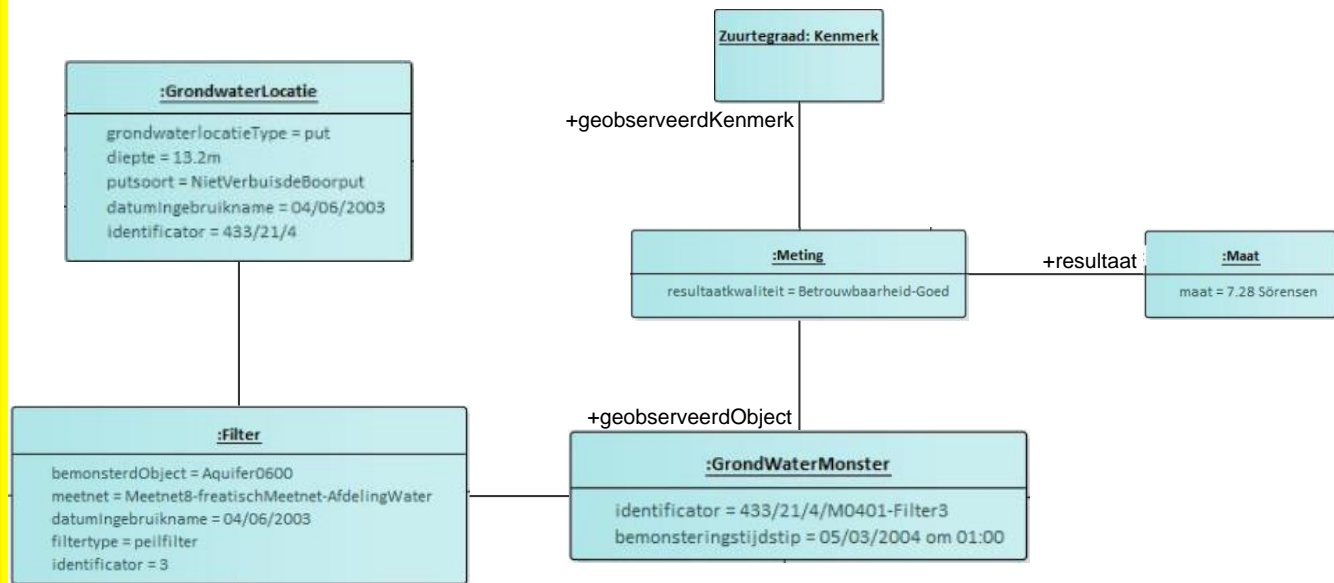 Zuurtegraad: Kenmerk
:GrondwaterLocatie
grondwaterlocatieType = put
diepte = 13.2m
putsoort = NietVerbuisdeBoorput
datumIngebruikname = 04/06/2003
identificator = 433/21/4
+geobserveerdKenmerk
:Meting
resultaatkwaliteit = Betrouwbaarheid-Goed
+resultaat
:Maat
maat = 7.28 Sörensen
+geobserveerdObject
:Filter
bemonsterdObject = Aquifer0600
meetnet = Meetnet8-freatischMeetnet-AfdelingWater
datumIngebruikname = 04/06/2003
filtertype = peilfilter
identificator = 3
:GrondWaterMonster
identificator = 433/21/4/M0401-Filter3
bemonsteringstijdstip = 05/03/2004 om 01:00